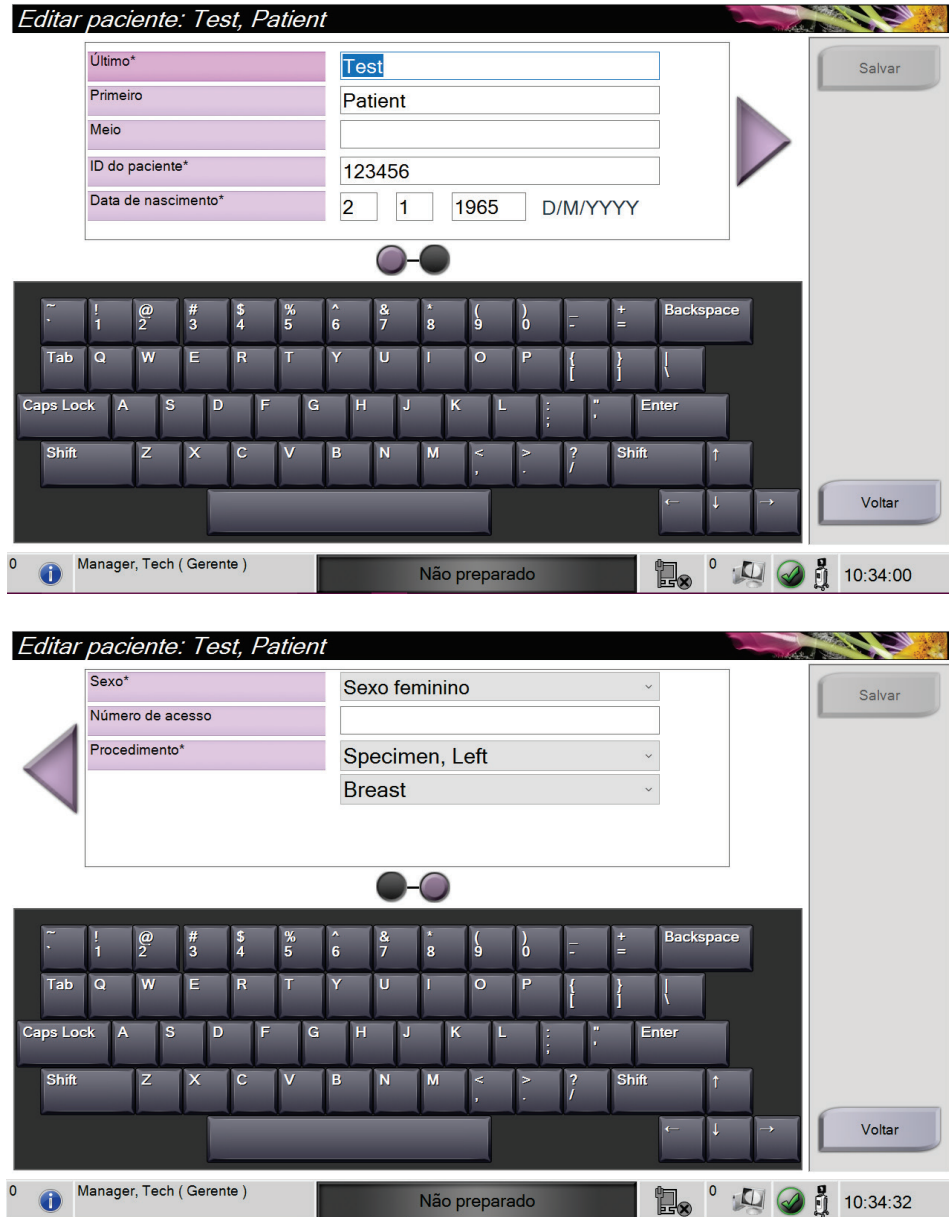 Editar paciente: Test, Patient
Último* Test
Salvar
Primeiro Patient
Meio
ID do paciente* 123456
Data de nascimento* 2 1 1965 D/M/YYYY
~ ! @ # $ % ^ & * ( ) _ + Backspace
` 1 2 3 4 5 6 7 8 9 0 - =
Tab Q W E R T Y U I O P { } |
[ ] \
Caps Lock A S D F G H J K L : " Enter
; '
Shift Z X C V B N M < > ? Shift ↑
, . /
← ↓ →
Voltar
0 Manager, Tech ( Gerente ) Não preparado 0 10:34:00
Editar paciente: Test, Patient
Sexo* Sexo feminino
Salvar
Número de acesso
Procedimento* Specimen, Left
Breast
~ ! @ # $ % ^ & * ( ) _ + Backspace
` 1 2 3 4 5 6 7 8 9 0 - =
Tab Q W E R T Y U I O P { } |
[ ] \
Caps Lock A S D F G H J K L : " Enter
; '
Shift Z X C V B N M < > ? Shift ↑
, . /
← ↓ →
Voltar
0 Manager, Tech ( Gerente ) Não preparado 0 10:34:32